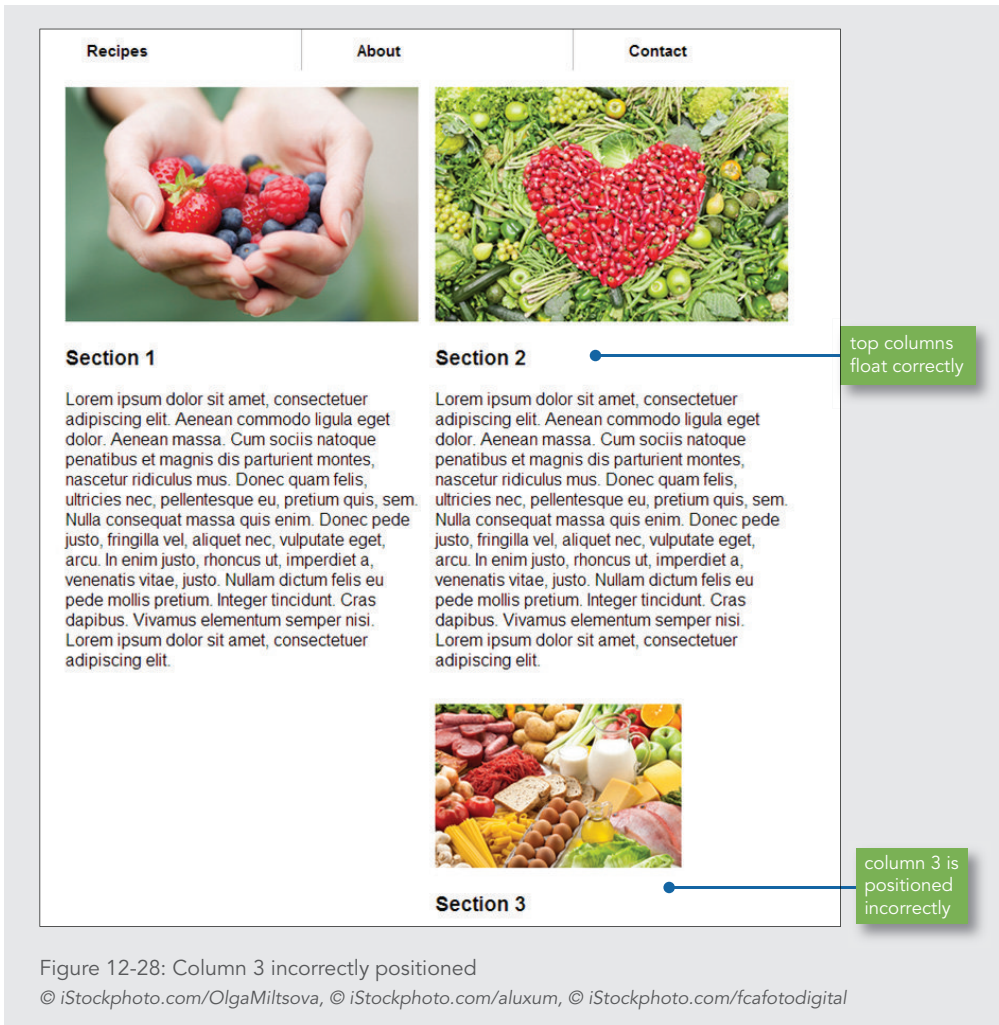 Recipes
About
Contact
Section 1
Lorem ipsum dolor sit amet, consectetuer
adipiscing elit. Aenean commodo ligula eget
dolor. Aenean massa. Cum sociis natoque
penatibus et magnis dis parturient montes,
nascetur ridiculus mus. Donec quam felis,
ultricies nec, pellentesque eu, pretium quis, sem.
Nulla consequat massa quis enim. Donec pede
justo, fringilla vel, aliquet nec, vulputate eget,
arcu. In enim justo, rhoncus ut, imperdiet a,
venenatis vitae, justo. Nullam dictum felis eu
pede mollis pretium. Integer tincidunt. Cras
dapibus. Vivamus elementum semper nisi.
Lorem ipsum dolor sit amet, consectetuer
adipiscing elit.
Section 2
Lorem ipsum dolor sit amet, consectetuer
adipiscing elit. Aenean commodo ligula eget
dolor. Aenean massa. Cum sociis natoque
penatibus et magnis dis parturient montes,
nascetur ridiculus mus. Donec quam felis,
ultricies nec, pellentesque eu, pretium quis, sem.
Nulla consequat massa quis enim. Donec pede
justo, fringilla vel, aliquet nec, vulputate eget,
arcu. In enim justo, rhoncus ut, imperdiet a,
venenatis vitae, justo. Nullam dictum felis eu
pede mollis pretium. Integer tincidunt. Cras
dapibus. Vivamus elementum semper nisi.
Lorem ipsum dolor sit amet, consectetuer
adipiscing elit.
top columns
float correctly
Section 3
column 3 is
positioned
incorrectly
Figure 12-28: Column 3 incorrectly positioned
© iStockphoto.com/OlgaMiltsova, © iStockphoto.com/aluxum, © iStockphoto.com/fcafotodigital